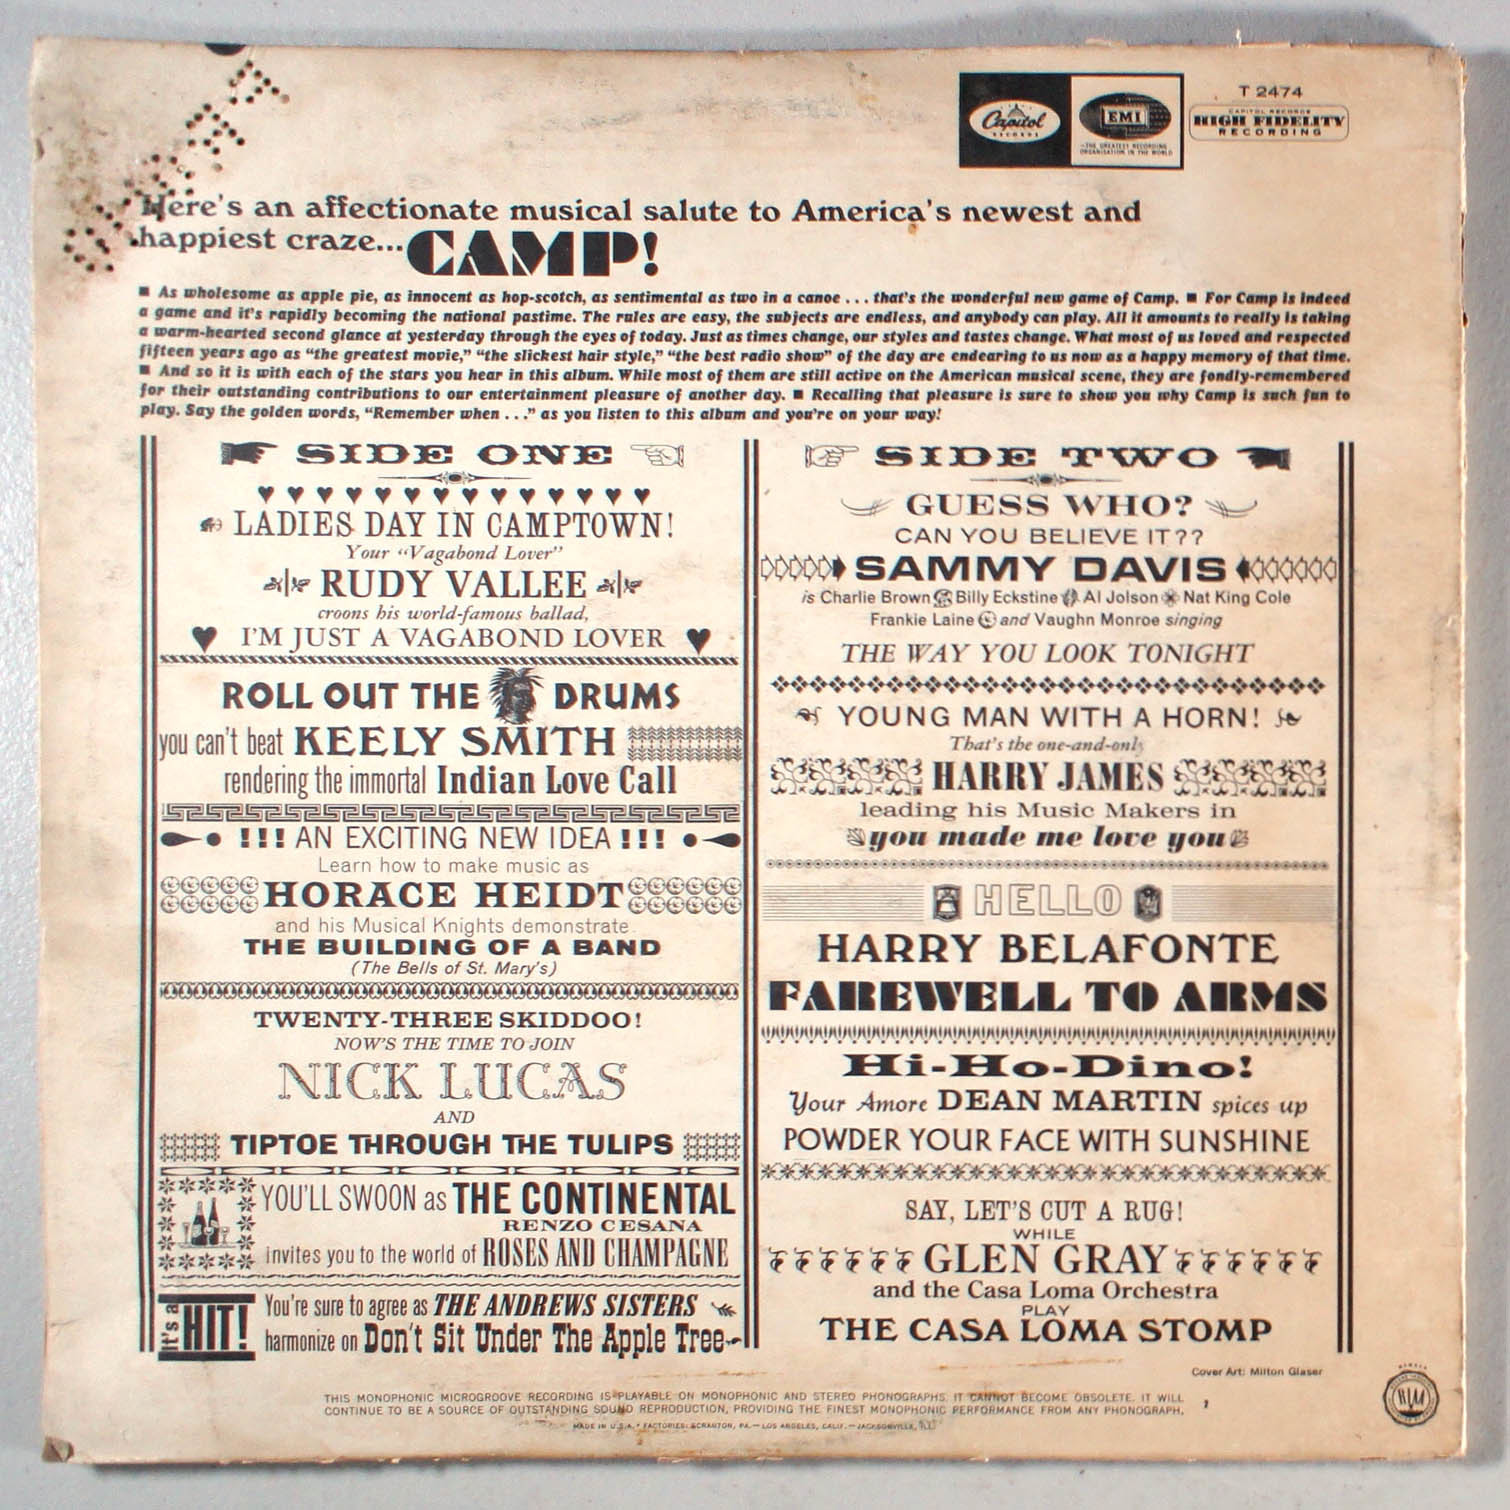 Capitol
RECORDS
EMI
THE GREATEST RECORDING
ORGANISATION IN THE WORLD
T 2474
CAPITOL RECORDS
HIGH FIDELITY
RECORDING
Here's an affectionate musical salute to America's newest and
happiest craze...CAMP!
■ As wholesome as apple pie, as innocent as hop-scotch, as sentimental as two in a canoe . . . that's the wonderful new game of Camp. ■ For Camp is indeed
a game and it's rapidly becoming the national pastime. The rules are easy, the subjects are endless, and anybody can play. All it amounts to really is taking
a warm-hearted second glance at yesterday through the eyes of today. Just as times change, our styles and tastes change. What most of us loved and respected
fifteen years ago as “the greatest movie,” “the slickest hair style,” “the best radio show” of the day are endearing to us now as a happy memory of that time.
■ And so it is with each of the stars you hear in this album. While most of them are still active on the American musical scene, they are fondly-remembered
for their outstanding contributions to our entertainment pleasure of another day. ■ Recalling that pleasure is sure to show you why Camp is such fun to
play. Say the golden words, “Remember when . . .” as you listen to this album and you're on your way!
SIDE ONE
LADIES DAY IN CAMPTOWN!
Your “Vagabond Lover”
RUDY VALLEE
croons his world-famous ballad,
I'M JUST A VAGABOND LOVER
ROLL OUT THE DRUMS
you can't beat KEELY SMITH
rendering the immortal Indian Love Call
!!! AN EXCITING NEW IDEA !!!
Learn how to make music as
HORACE HEIDT
and his Musical Knights demonstrate
THE BUILDING OF A BAND
(The Bells of St. Mary's)
TWENTY-THREE SKIDDOO!
NOW'S THE TIME TO JOIN
NICK LUCAS
AND
TIPTOE THROUGH THE TULIPS
YOU'LL SWOON as THE CONTINENTAL
RENZO CESANA
invites you to the world of ROSES AND CHAMPAGNE
It's a HIT!
You're sure to agree as THE ANDREWS SISTERS
harmonize on Don't Sit Under The Apple Tree
SIDE TWO
GUESS WHO?
CAN YOU BELIEVE IT??
SAMMY DAVIS
is Charlie Brown Billy Eckstine Al Jolson Nat King Cole
Frankie Laine and Vaughn Monroe singing
THE WAY YOU LOOK TONIGHT
YOUNG MAN WITH A HORN!
That's the one-and-only
HARRY JAMES
leading his Music Makers in
you made me love you
HELLO
HARRY BELAFONTE
FAREWELL TO ARMS
Hi-Ho-Dino!
Your Amore DEAN MARTIN spices up
POWDER YOUR FACE WITH SUNSHINE
SAY, LET'S CUT A RUG!
WHILE
GLEN GRAY
and the Casa Loma Orchestra
PLAY
THE CASA LOMA STOMP
Cover Art: Milton Glaser
THIS MONOPHONIC MICROGROOVE RECORDING IS PLAYABLE ON MONOPHONIC AND STEREO PHONOGRAPHS. IT CANNOT BECOME OBSOLETE. IT WILL
CONTINUE TO BE A SOURCE OF OUTSTANDING SOUND REPRODUCTION, PROVIDING THE FINEST MONOPHONIC PERFORMANCE FROM ANY PHONOGRAPH.
MADE IN U.S.A. • FACTORIES: SCRANTON, PA.—LOS ANGELES, CALIF.—JACKSONVILLE, ILL.